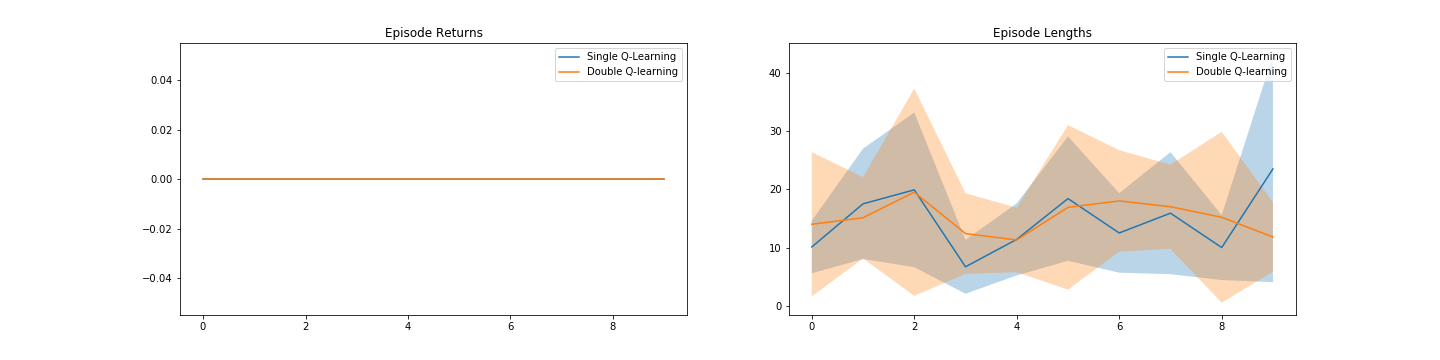 Episode Returns
Single Q-Learning
Double Q-learning
0.04
0.02
0.00
−0.02
−0.04
0 2 4 6 8
Episode Lengths
Single Q-Learning
Double Q-learning
40
30
20
10
0
0 2 4 6 8